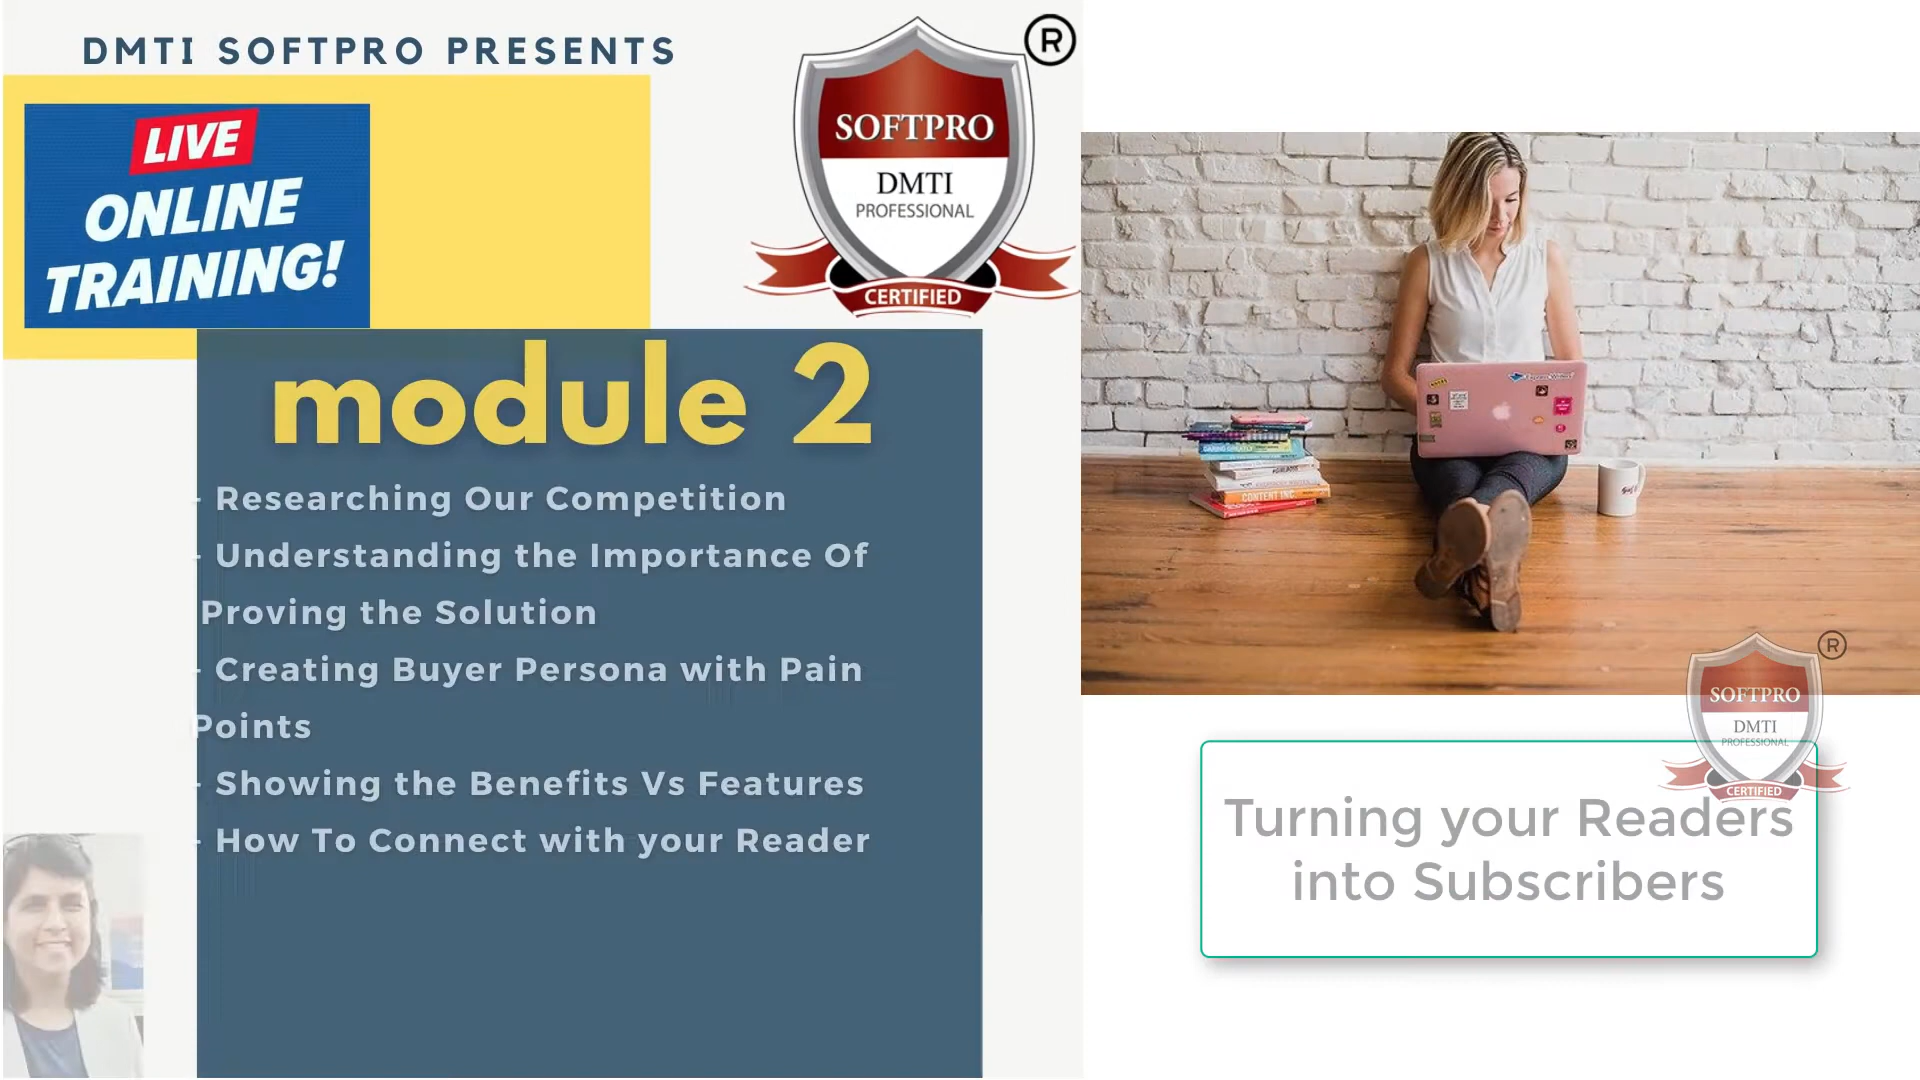 DMTI SOFTPRO PRESENTS
®
LIVE
ONLINE
TRAINING!
SOFTPRO
DMTI
PROFESSIONAL
CERTIFIED
module 2
- Researching Our Competition
- Understanding the Importance Of
Proving the Solution
- Creating Buyer Persona with Pain
Points
- Showing the Benefits Vs Features
- How To Connect with your Reader
CONTENT INC.
®
SOFTPRO
DMTI
PROFESSIONAL
CERTIFIED
Turning your Readers
into Subscribers